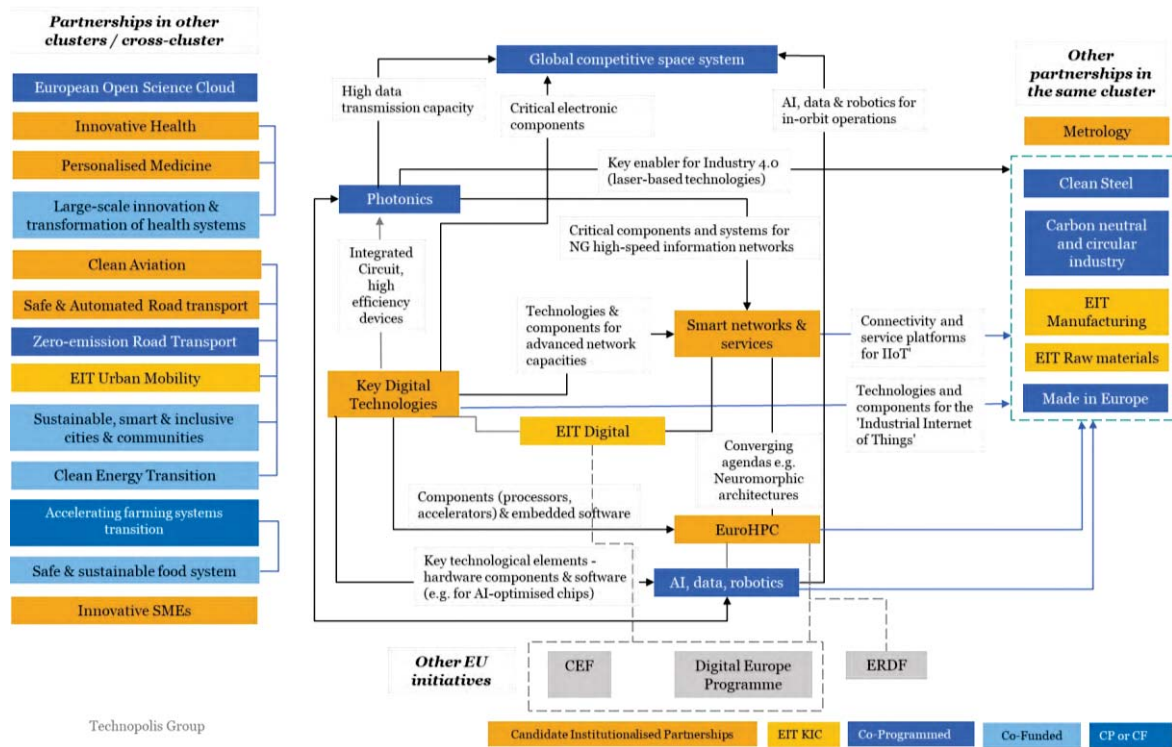 Partnerships in other
clusters / cross-cluster
European Open Science Cloud
Innovative Health
Personalised Medicine
Large-scale innovation &
transformation of health systems
Clean Aviation
Safe & Automated Road transport
Zero-emission Road Transport
EIT Urban Mobility
Sustainable, smart & inclusive
cities & communities
Clean Energy Transition
Accelerating farming systems
transition
Safe & sustainable food system
Innovative SMEs
Global competitive space system
High data
transmission capacity
Critical electronic
components
AI, data & robotics for
in-orbit operations
Key enabler for Industry 4.0
(laser-based technologies)
Photonics
Critical components and systems for
NG high-speed information networks
Integrated
Circuit,
high
efficiency
devices
Technologies &
components for
advanced network
capacities
Smart networks &
services
Connectivity and
service platforms
for IIoT'
Key Digital
Technologies
Technologies and
components for the
'Industrial Internet
of Things'
EIT Digital
Converging
agendas e.g.
Neuromorphic
architectures
Components (processors,
accelerators) & embedded software
EuroHPC
Key technological elements -
hardware components & software
(e.g. for AI-optimised chips)
AI, data, robotics
Other
partnerships in
the same cluster
Metrology
Clean Steel
Carbon neutral
and circular
industry
EIT
Manufacturing
EIT Raw materials
Made in Europe
Other EU
initiatives
CEF
Digital Europe
Programme
ERDF
Technopolis Group
Candidate Institutionalised Partnerships
EIT KIC
Co-Programmed
Co-Funded
CP or CF